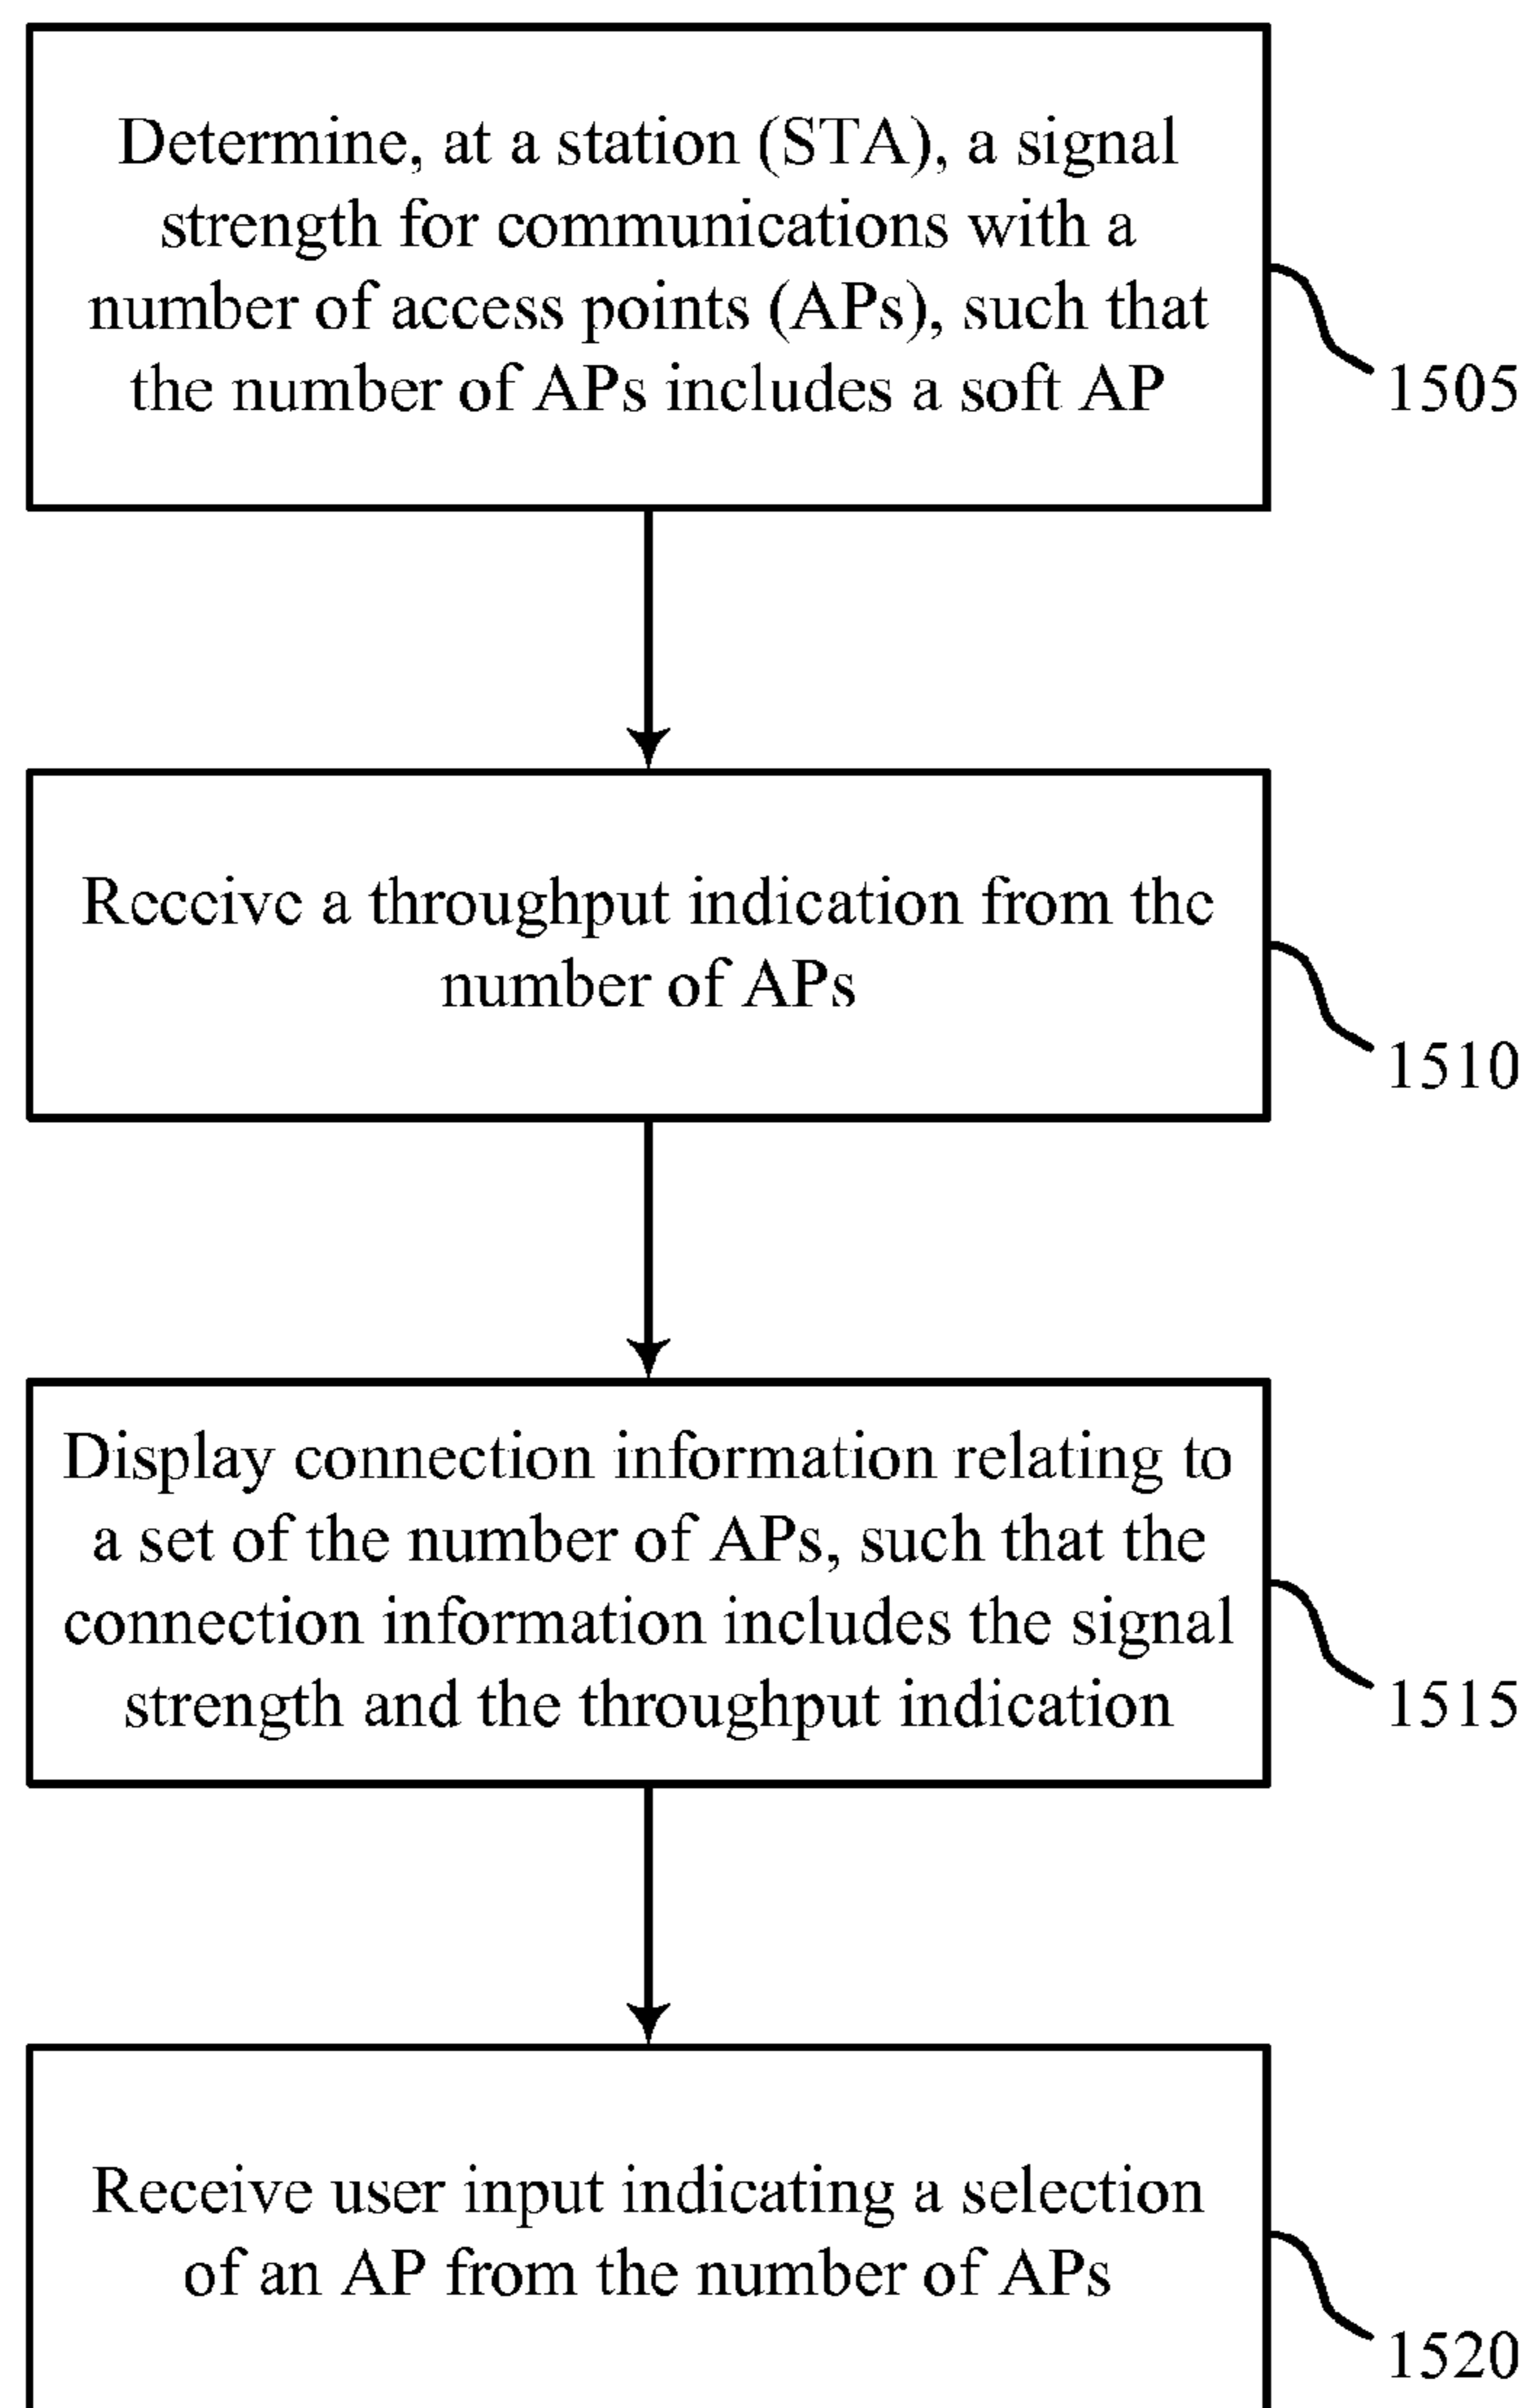 Determine, at a station (STA), a signal
strength for communications with a
number of access points (APs), such that
the number of APs includes a soft AP
1505
Receive a throughput indication from the
number of APs
1510
Display connection information relating to
a set of the number of APs, such that the
connection information includes the signal
strength and the throughput indication
1515
Receive user input indicating a selection
of an AP from the number of APs
1520